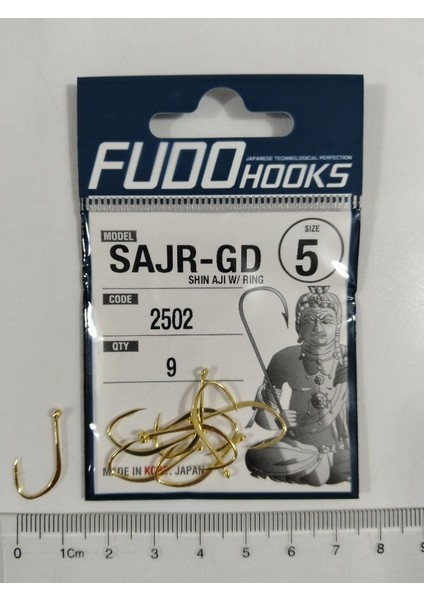 FUDO HOOKS
JAPANESE TECHNOLOGICAL PERFECTION
MODEL
SAJR-GD
SHIN AJI W/ RING
SIZE
5
CODE
2502
QTY
9
MADE IN KOBE, JAPAN
0 1Cm 2 3 4 5 6 7 8